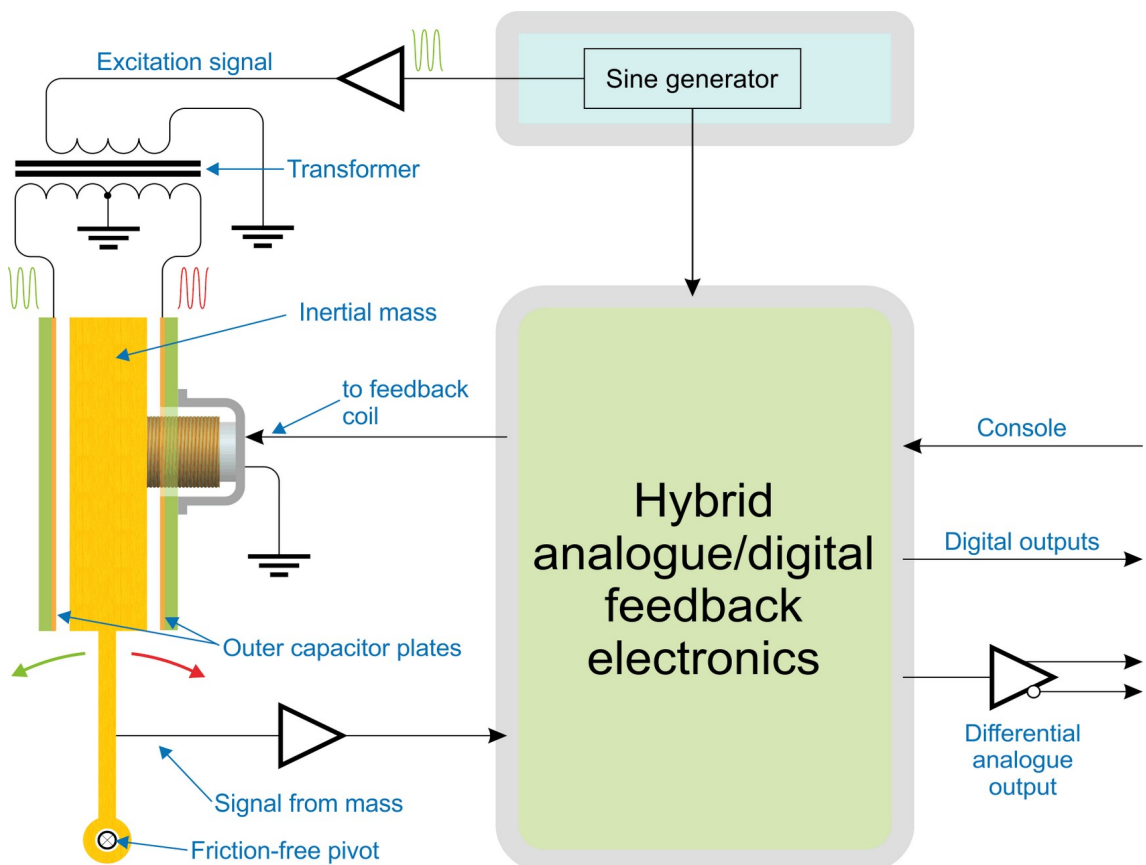 Excitation signal
Sine generator
Transformer
Inertial mass
to feedback
coil
Console
Hybrid
analogue/digital
feedback
electronics
Digital outputs
Outer capacitor plates
Differential
analogue
output
Signal from mass
Friction-free pivot